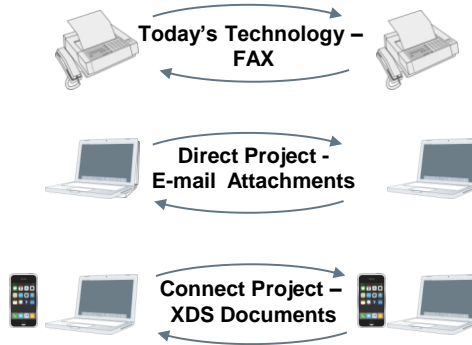 Today’s Technology –
FAX
Direct Project -
E-mail Attachments
Connect Project –
XDS Documents